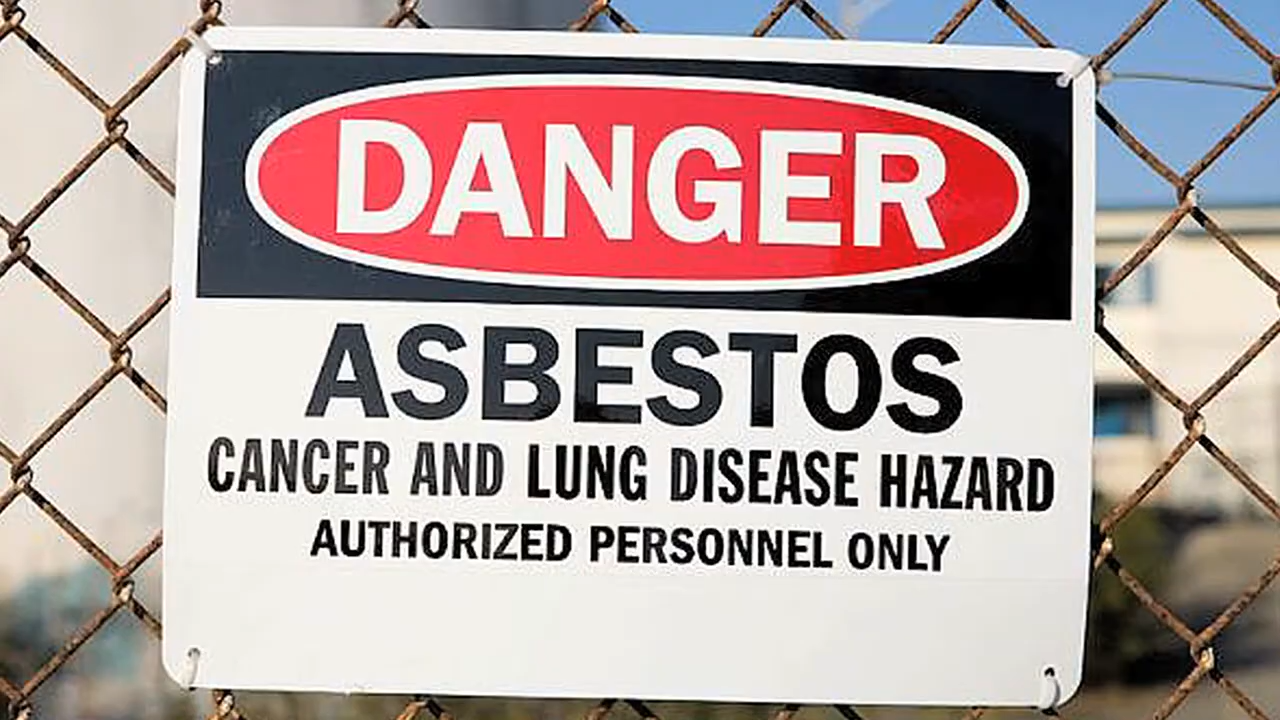 DANGER
ASBESTOS
CANCER AND LUNG DISEASE HAZARD
AUTHORIZED PERSONNEL ONLY